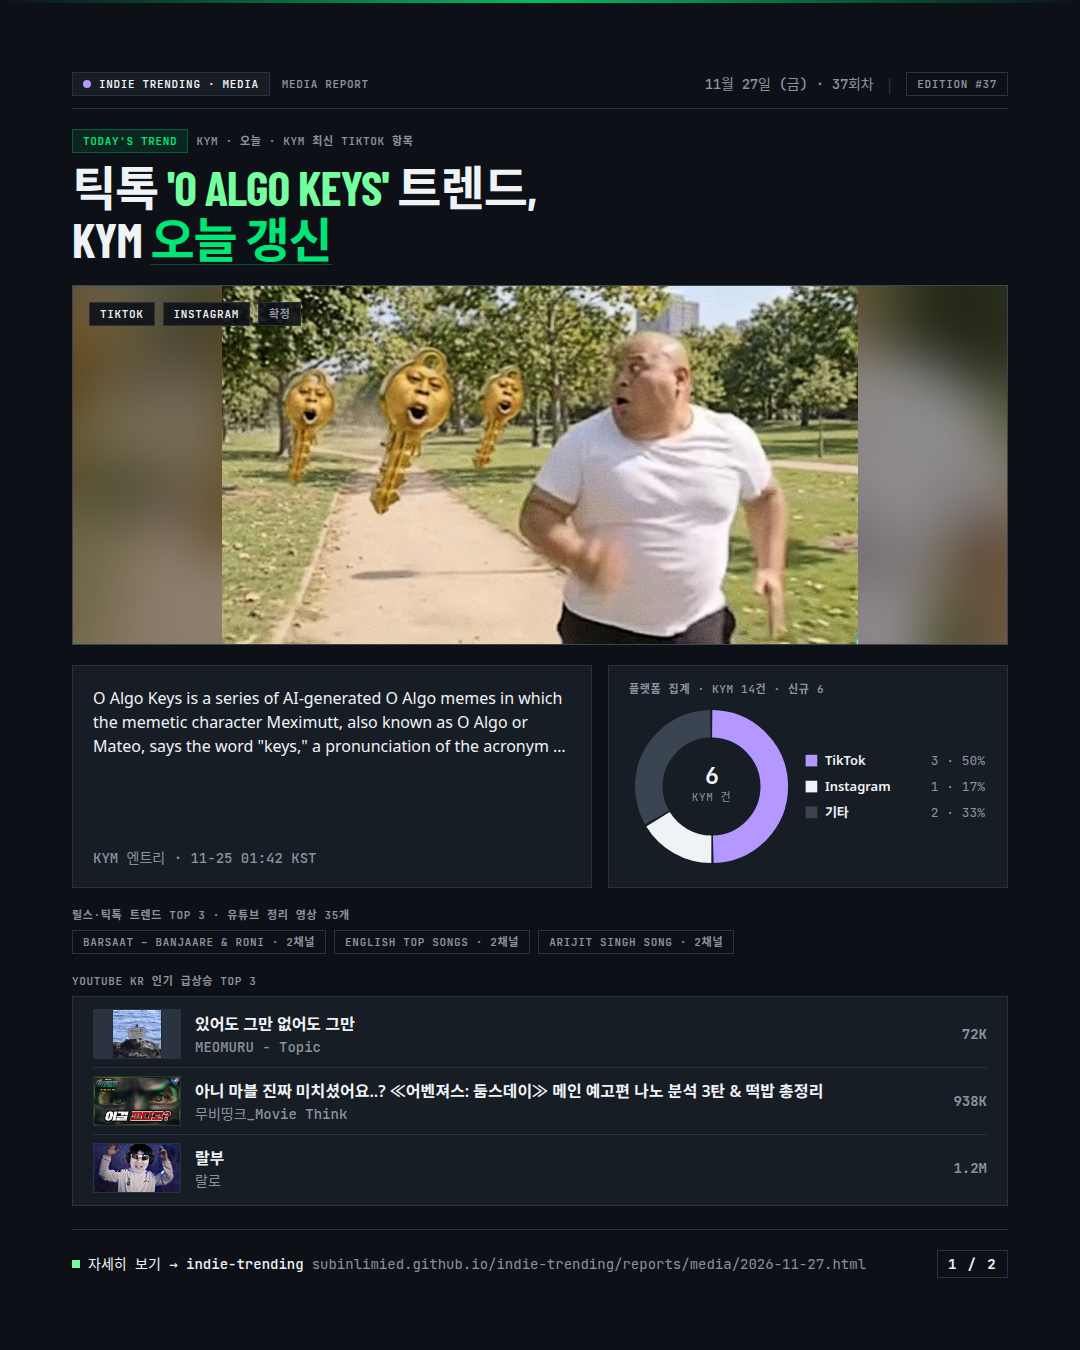 INDIE TRENDING · MEDIA
MEDIA REPORT
11월 27일 (금) · 37회차
EDITION #37
TODAY'S TREND
KYM · 오늘 · KYM 최신 TIKTOK 항목
틱톡 'O ALGO KEYS' 트렌드,
KYM 오늘 갱신
TIKTOK
INSTAGRAM
확정
O Algo Keys is a series of AI-generated O Algo memes in which
the memetic character Meximutt, also known as O Algo or
Mateo, says the word "keys," a pronunciation of the acronym ...
KYM 엔트리 · 11-25 01:42 KST
플랫폼 집계 · KYM 14건 · 신규 6
6
KYM 건
TikTok 3 · 50%
Instagram 1 · 17%
기타 2 · 33%
릴스·틱톡 트렌드 TOP 3 · 유튜브 정리 영상 35개
BARSAAT – BANJAARE & RONI · 2채널
ENGLISH TOP SONGS · 2채널
ARIJIT SINGH SONG · 2채널
YOUTUBE KR 인기 급상승 TOP 3
있어도 그만 없어도 그만
MEOMURU - Topic
72K
아니 마블 진짜 미치셨어요..? ≪어벤져스: 둠스데이≫ 메인 예고편 나노 분석 3탄 & 떡밥 총정리
무비띵크_Movie Think
938K
랄부
랄로
1.2M
자세히 보기 → indie-trending subinlimied.github.io/indie-trending/reports/media/2026-11-27.html
1 / 2